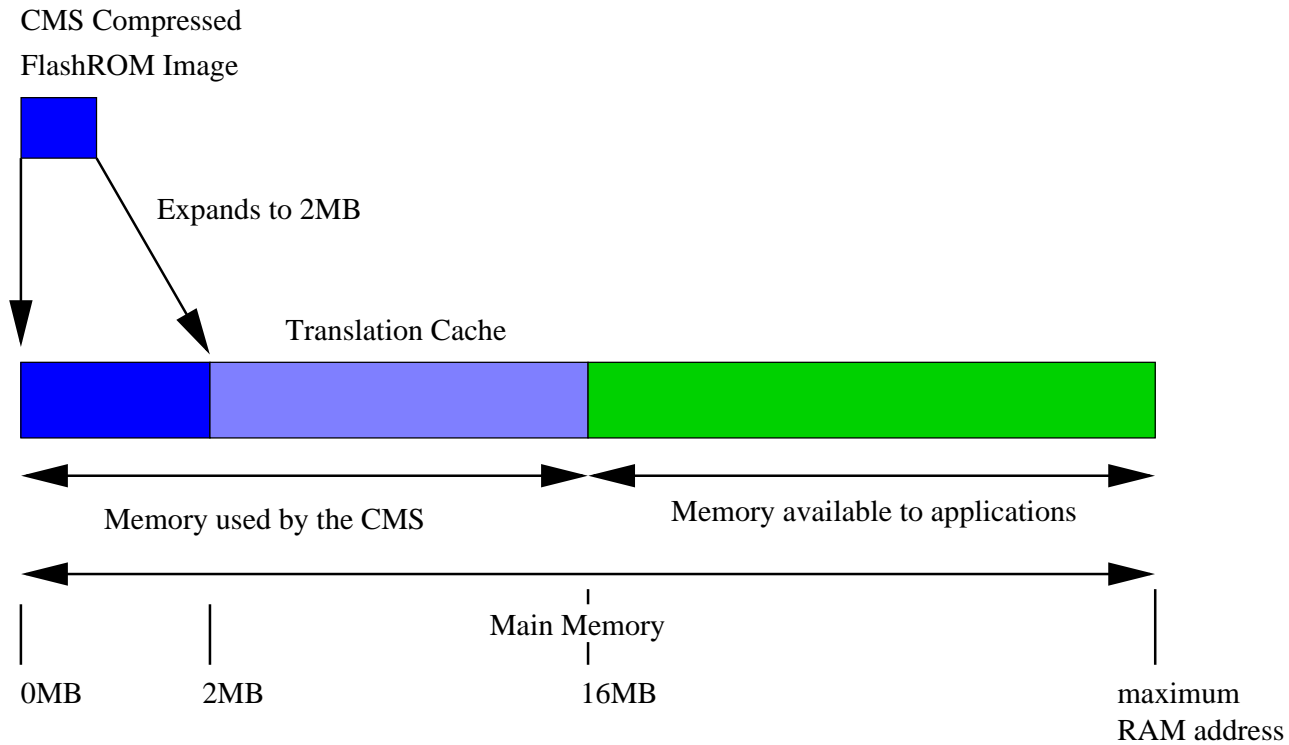 CMS Compressed
FlashROM Image
Expands to 2MB
Translation Cache
Memory used by the CMS
Memory available to applications
Main Memory
0MB
2MB
16MB
maximum
RAM address